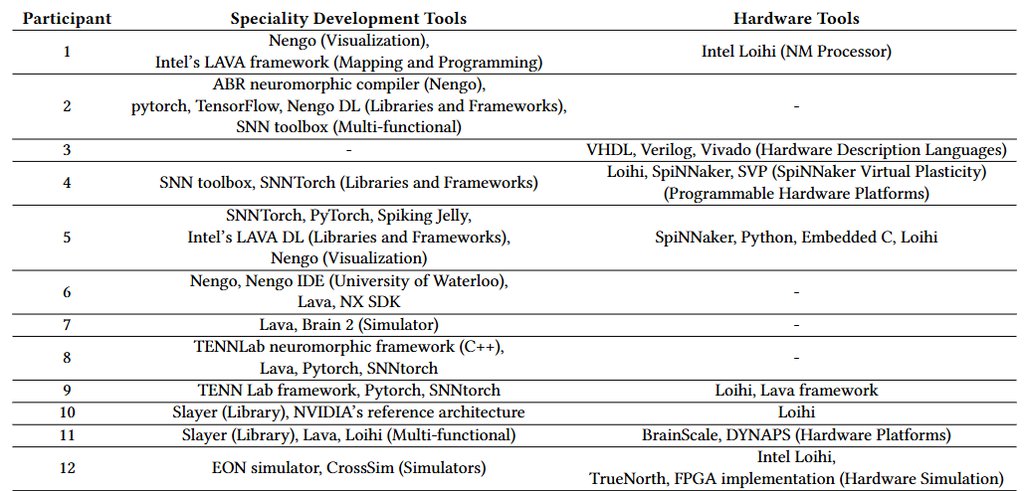 Participant Speciality Development Tools Hardware Tools
1 Nengo (Visualization), Intel Loihi (NM Processor)
Intel's LAVA framework (Mapping and Programming)
ABR neuromorphic compiler (Nengo),
2 pytorch, TensorFlow, Nengo DL (Libraries and Frameworks), -
SNN toolbox (Multi-functional)
3 - VHDL, Verilog, Vivado (Hardware Description Languages)
4 SNN toolbox, SNNTorch (Libraries and Frameworks) Loihi, SpiNNaker, SVP (SpiNNaker Virtual Plasticity)
(Programmable Hardware Platforms)
SNNTorch, PyTorch, Spiking Jelly,
5 Intel's LAVA DL (Libraries and Frameworks), SpiNNaker, Python, Embedded C, Loihi
Nengo (Visualization)
6 Nengo, Nengo IDE (University of Waterloo), -
Lava, NX SDK
7 Lava, Brain 2 (Simulator) -
8 TENNLab neuromorphic framework (C++), -
Lava, Pytorch, SNNtorch
9 TENN Lab framework, Pytorch, SNNtorch Loihi, Lava framework
10 Slayer (Library), NVIDIA's reference architecture Loihi
11 Slayer (Library), Lava, Loihi (Multi-functional) BrainScale, DYNAPS (Hardware Platforms)
12 EON simulator, CrossSim (Simulators) Intel Loihi,
TrueNorth, FPGA implementation (Hardware Simulation)